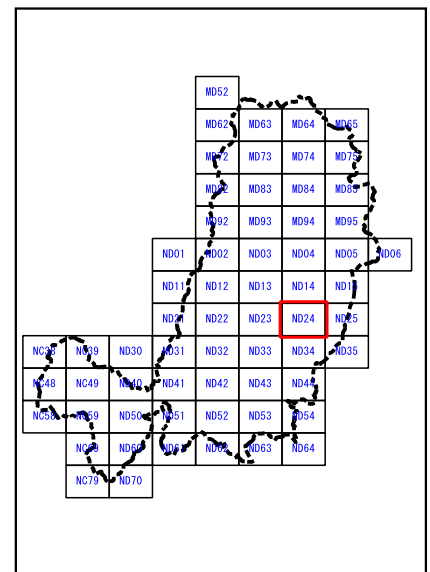 MD52
MD62 MD63 MD64 MD65
MD72 MD73 MD74 MD75
MD82 MD83 MD84 MD85
MD92 MD93 MD94 MD95
ND01 ND02 ND03 ND04 ND05 ND06
ND11 ND12 ND13 ND14 ND15
ND21 ND22 ND23 ND24 ND25
NC38 NC39 ND30 ND31 ND32 ND33 ND34 ND35
NC48 NC49 ND40 ND41 ND42 ND43 ND44
NC58 NC59 ND50 ND51 ND52 ND53 ND54
NC69 ND60 ND61 ND62 ND63 ND64
NC79 ND70